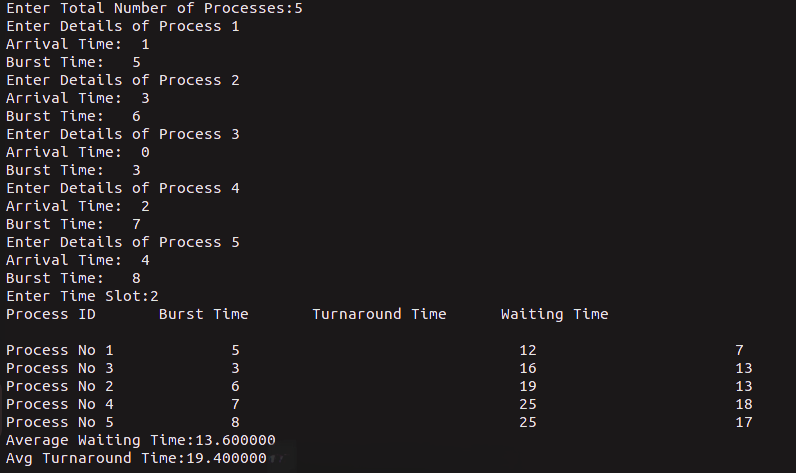 Enter Total Number of Processes:5
Enter Details of Process 1
Arrival Time:  1
Burst Time:   5
Enter Details of Process 2
Arrival Time:  3
Burst Time:   6
Enter Details of Process 3
Arrival Time:  0
Burst Time:   3
Enter Details of Process 4
Arrival Time:  2
Burst Time:   7
Enter Details of Process 5
Arrival Time:  4
Burst Time:   8
Enter Time Slot:2
Process ID       Burst Time       Turnaround Time      Waiting Time
Process No 1             5                               12                      7
Process No 3             3                               16                      13
Process No 2             6                               19                      13
Process No 4             7                               25                      18
Process No 5             8                               25                      17
Average Waiting Time:13.600000
Avg Turnaround Time:19.400000